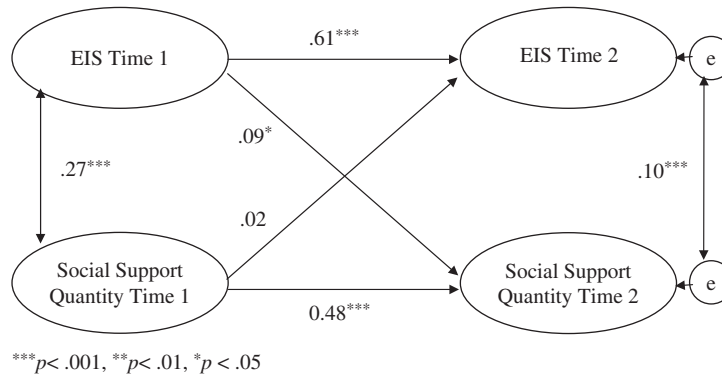 EIS Time 1
.61***
EIS Time 2
e
.09*
.27***
.10***
.02
Social Support
Quantity Time 1
Social Support
Quantity Time 2
e
0.48***
***p< .001, **p< .01, *p < .05